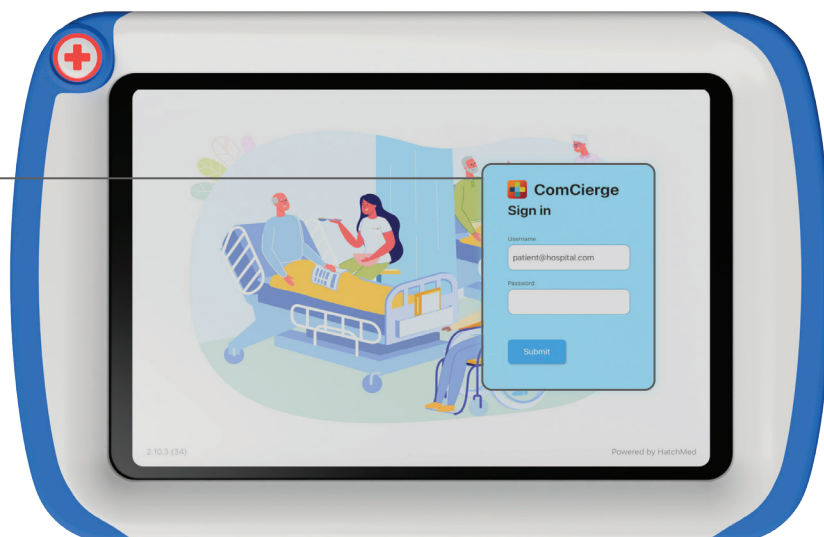 ComCierge
Sign in
Username
patient@hospital.com
Password
Submit
2.10.3 (34)
Powered by HatchMed